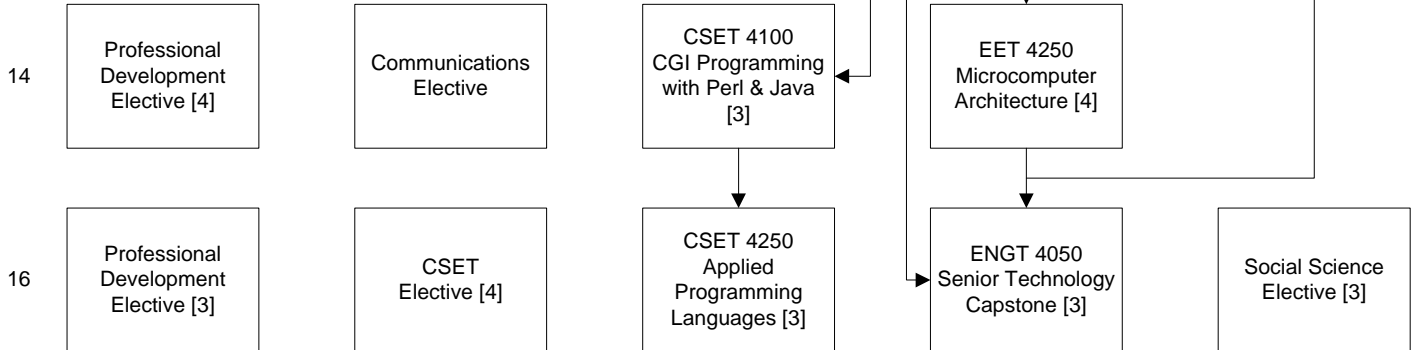 14
Professional
Development
Elective [4]
Communications
Elective
CSET 4100
CGI Programming
with Perl & Java
[3]
EET 4250
Microcomputer
Architecture [4]
16
Professional
Development
Elective [3]
CSET
Elective [4]
CSET 4250
Applied
Programming
Languages [3]
ENGT 4050
Senior Technology
Capstone [3]
Social Science
Elective [3]